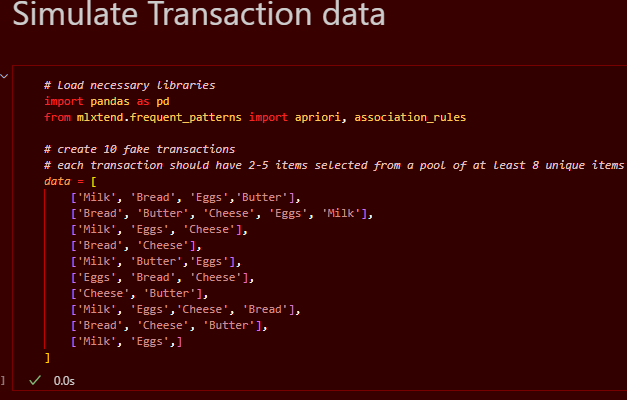 Simulate Transaction data
# Load necessary libraries
import pandas as pd
from mlxtend.frequent_patterns import apriori, association_rules
# create 10 fake transactions
# each transaction should have 2-5 items selected from a pool of at least 8 unique items
data = [
['Milk', 'Bread', 'Eggs','Butter'],
['Bread', 'Butter', 'Cheese', 'Eggs', 'Milk'],
['Milk', 'Eggs', 'Cheese'],
['Bread', 'Cheese'],
['Milk', 'Butter','Eggs'],
['Eggs', 'Bread', 'Cheese'],
['Cheese', 'Butter'],
['Milk', 'Eggs','Cheese', 'Bread'],
['Bread', 'Cheese', 'Butter'],
['Milk', 'Eggs',]
]
] ✓ 0.0s